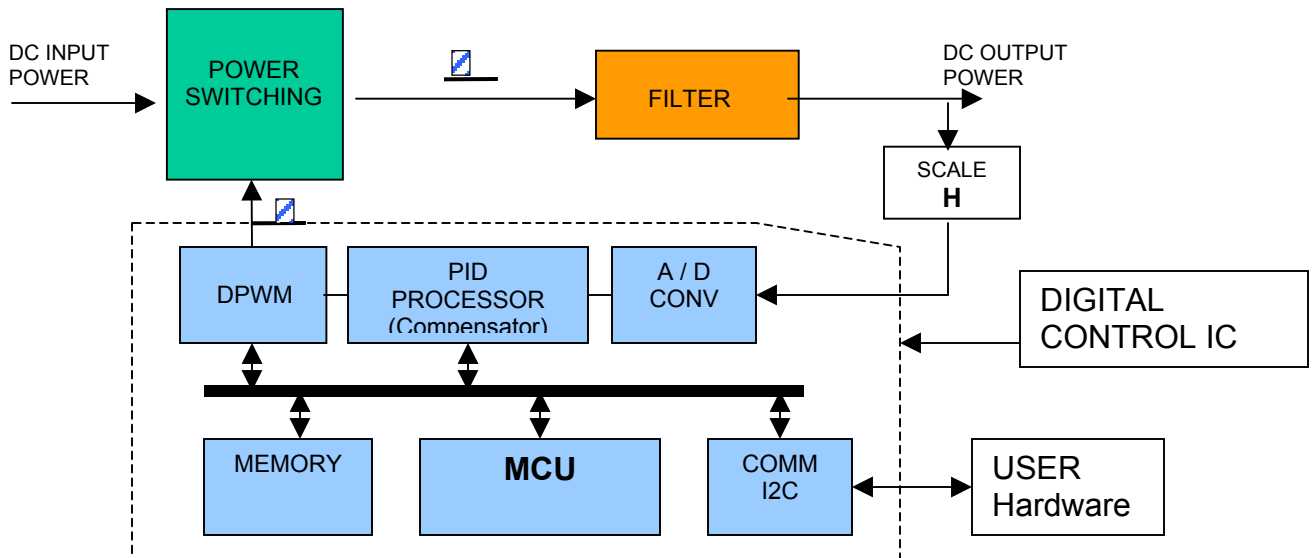 DC INPUT
POWER
POWER
SWITCHING
FILTER
DC OUTPUT
POWER
SCALE
H
DPWM
PID
PROCESSOR
(Compensator)
A / D
CONV
DIGITAL
CONTROL IC
MEMORY
MCU
COMM
I2C
USER
Hardware